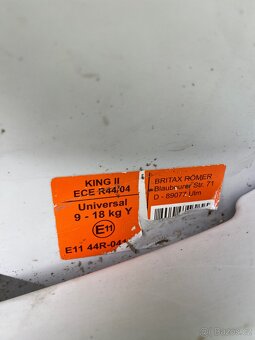 KING II
ECE R44/04
Universal
9 - 18 kg Y
E11
E11 44R-041
BRITAX RÖMER
Blaubeurer Str. 71
D - 89077 Ulm